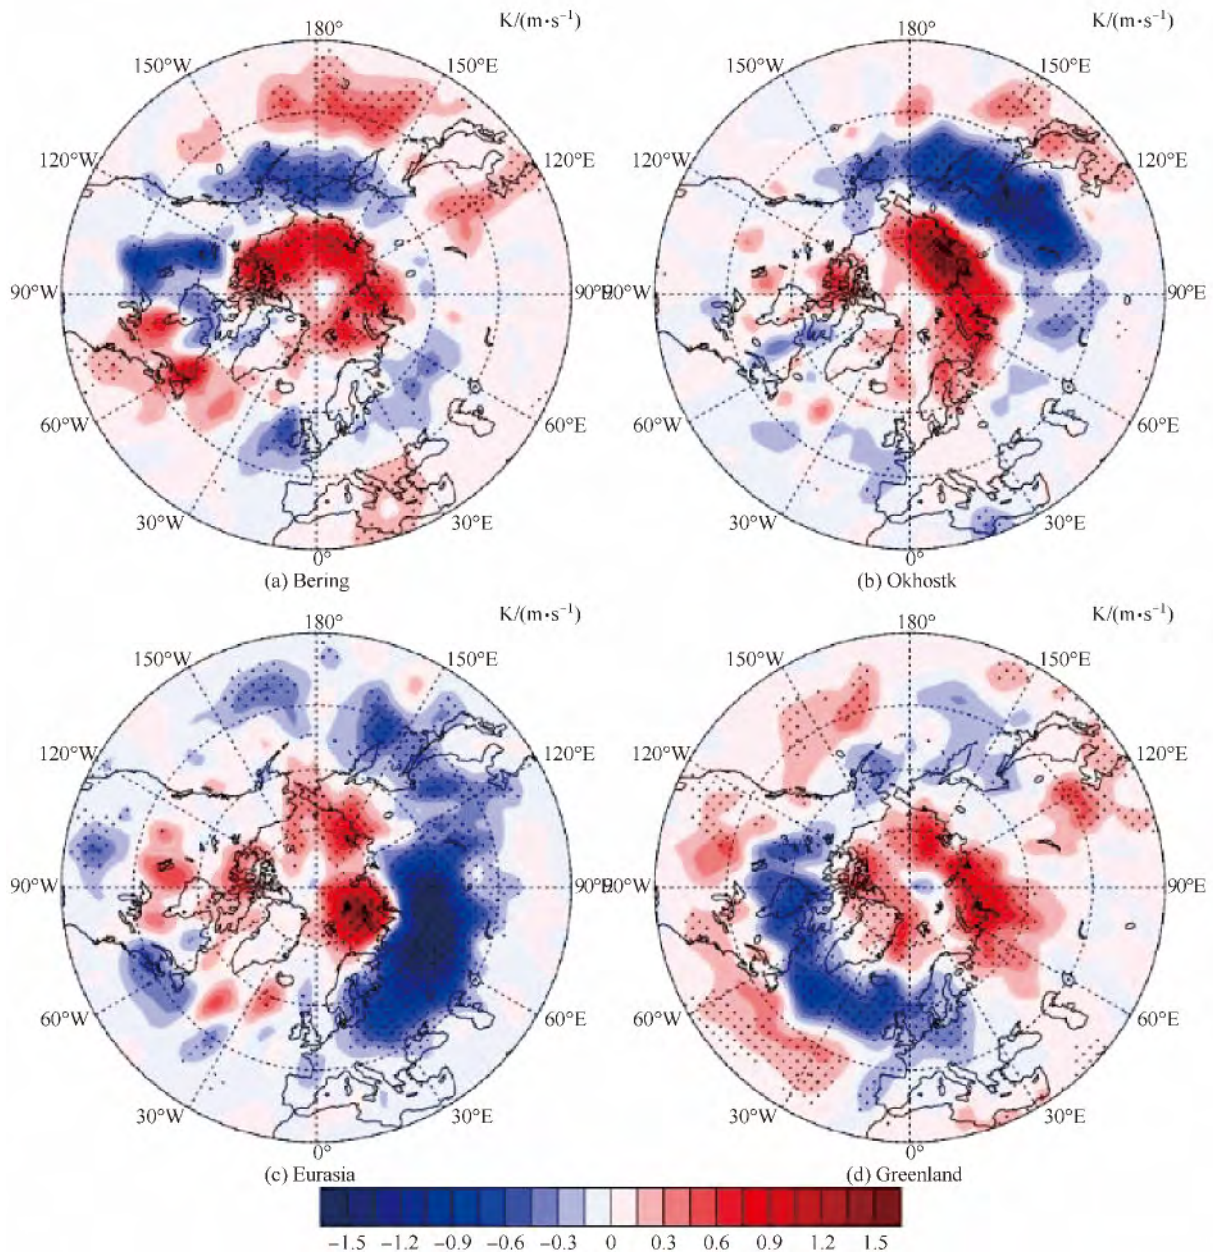 K/(m·s⁻¹) K/(m·s⁻¹)
180° 180°
150°W 150°E 150°W 150°E
120°W 120°E 120°W 120°E
90°W 90°E 90°W 90°E
60°W 60°E 60°W 60°E
30°W 30°E 30°W 30°E
0° 0°
(a) Bering (b) Okhostk
K/(m·s⁻¹) K/(m·s⁻¹)
180° 180°
150°W 150°E 150°W 150°E
120°W 120°E 120°W 120°E
90°W 90°E 90°W 90°E
60°W 60°E 60°W 60°E
30°W 30°E 30°W 30°E
0° 0°
(c) Eurasia (d) Greenland
−1.5 −1.2 −0.9 −0.6 −0.3 0 0.3 0.6 0.9 1.2 1.5